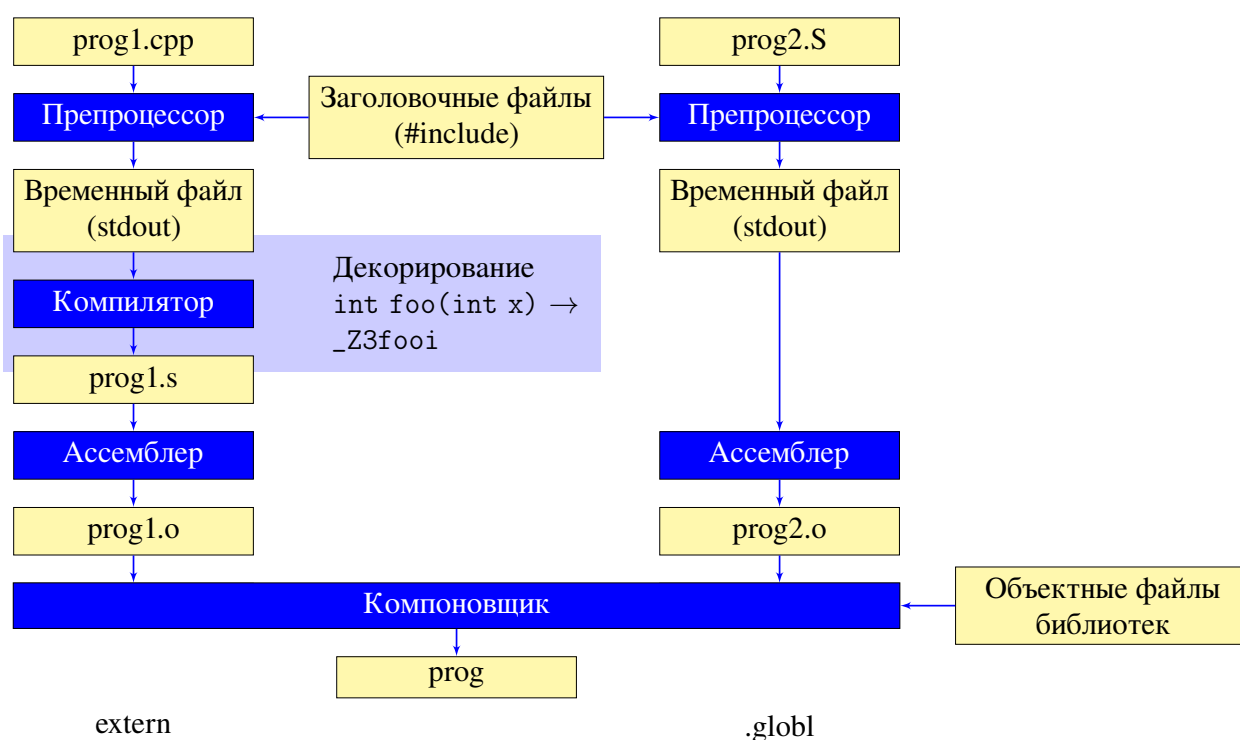 prog1.cpp
prog2.S
Препроцессор
Заголовочные файлы
(#include)
Препроцессор
Временный файл
(stdout)
Временный файл
(stdout)
Декорирование
int foo(int x) →
_Z3fooi
Компилятор
prog1.s
Ассемблер
Ассемблер
prog1.o
prog2.o
Компоновщик
Объектные файлы
библиотек
prog
extern
.globl